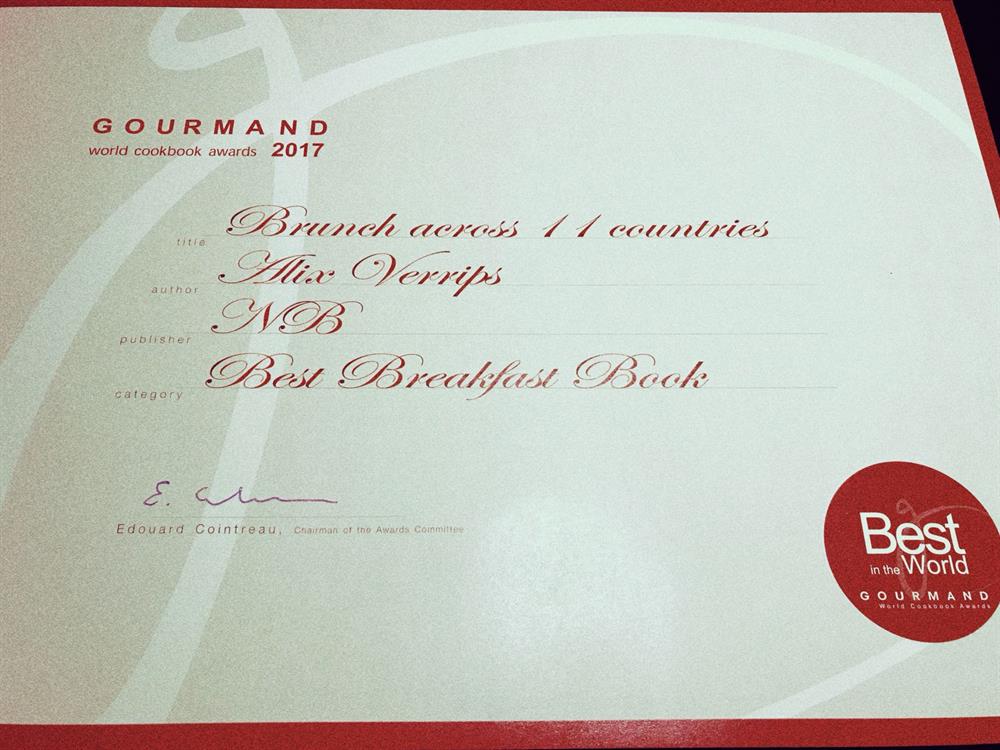 GOURMAND
world cookbook awards 2017
title Brunch across 11 countries
author Alix Verrips
publisher NB
category Best Breakfast Book
E.
Edouard Cointreau, Chairman of the Awards Committee
Best
in the World
GOURMAND
World Cookbook Awards